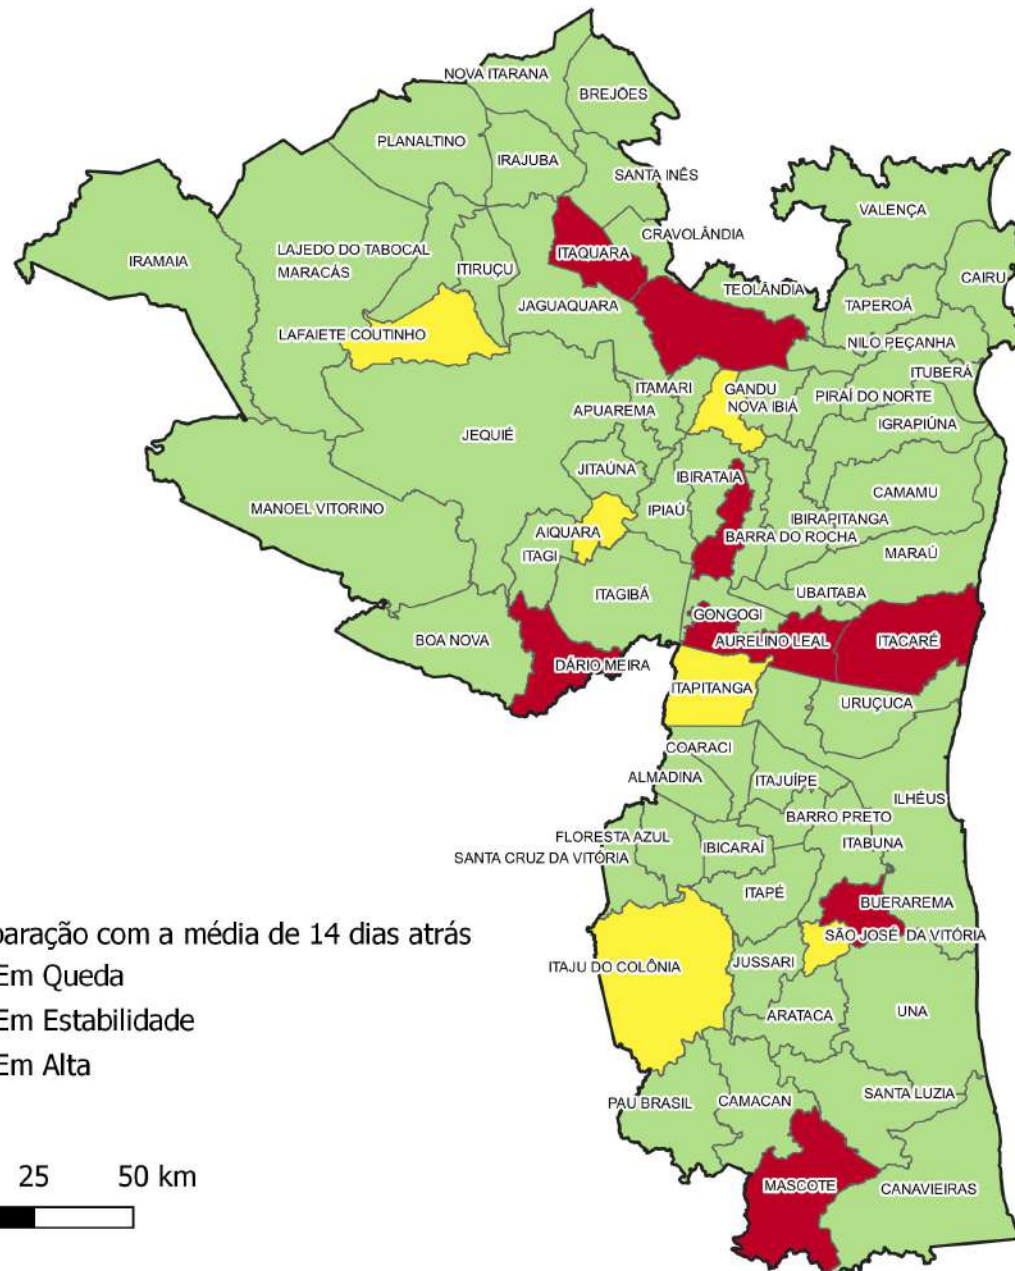 NOVA ITARANA
BREJÕES
PLANALTINO
IRAJUBA
SANTA INÊS
VALENÇA
CRAVOLÂNDIA
ITAQUARA
LAJEDO DO TABOCAL
IRAMAIA
MARACÁS
ITIRUÇU
CAIRU
TEOLÂNDIA
JAGUAQUARA
TAPEROÁ
LAFAIETE COUTINHO
NILO PEÇANHA
ITUBERÁ
ITAMARI
GANDU
PIRAÍ DO NORTE
APUAREMA
NOVA IBIÁ
IGRAPIÚNA
JEQUIÉ
JITAÚNA
IBIRATAIA
CAMAMU
MANOEL VITORINO
IPIAÚ
IBIRAPITANGA
AIQUARA
BARRA DO ROCHA
ITAGI
MARAÚ
ITAGIBÁ
UBAITABA
GONGOGI
BOA NOVA
AURELINO LEAL
ITACARÉ
DÁRIO MEIRA
ITAPITANGA
URUÇUCA
COARACI
ALMADINA
ITAJUÍPE
ILHÉUS
BARRO PRETO
FLORESTA AZUL
ITABUNA
SANTA CRUZ DA VITÓRIA
IBICARAÍ
ITAPÉ
BUERAREMA
SÃO JOSÉ DA VITÓRIA
ITAJU DO COLÔNIA
JUSSARI
UNA
ARATACA
PAU BRASIL
CAMACAN
SANTA LUZIA
MASCOTE
CANAVIEIRAS
paração com a média de 14 dias atrás
Em Queda
Em Estabilidade
Em Alta
25 50 km